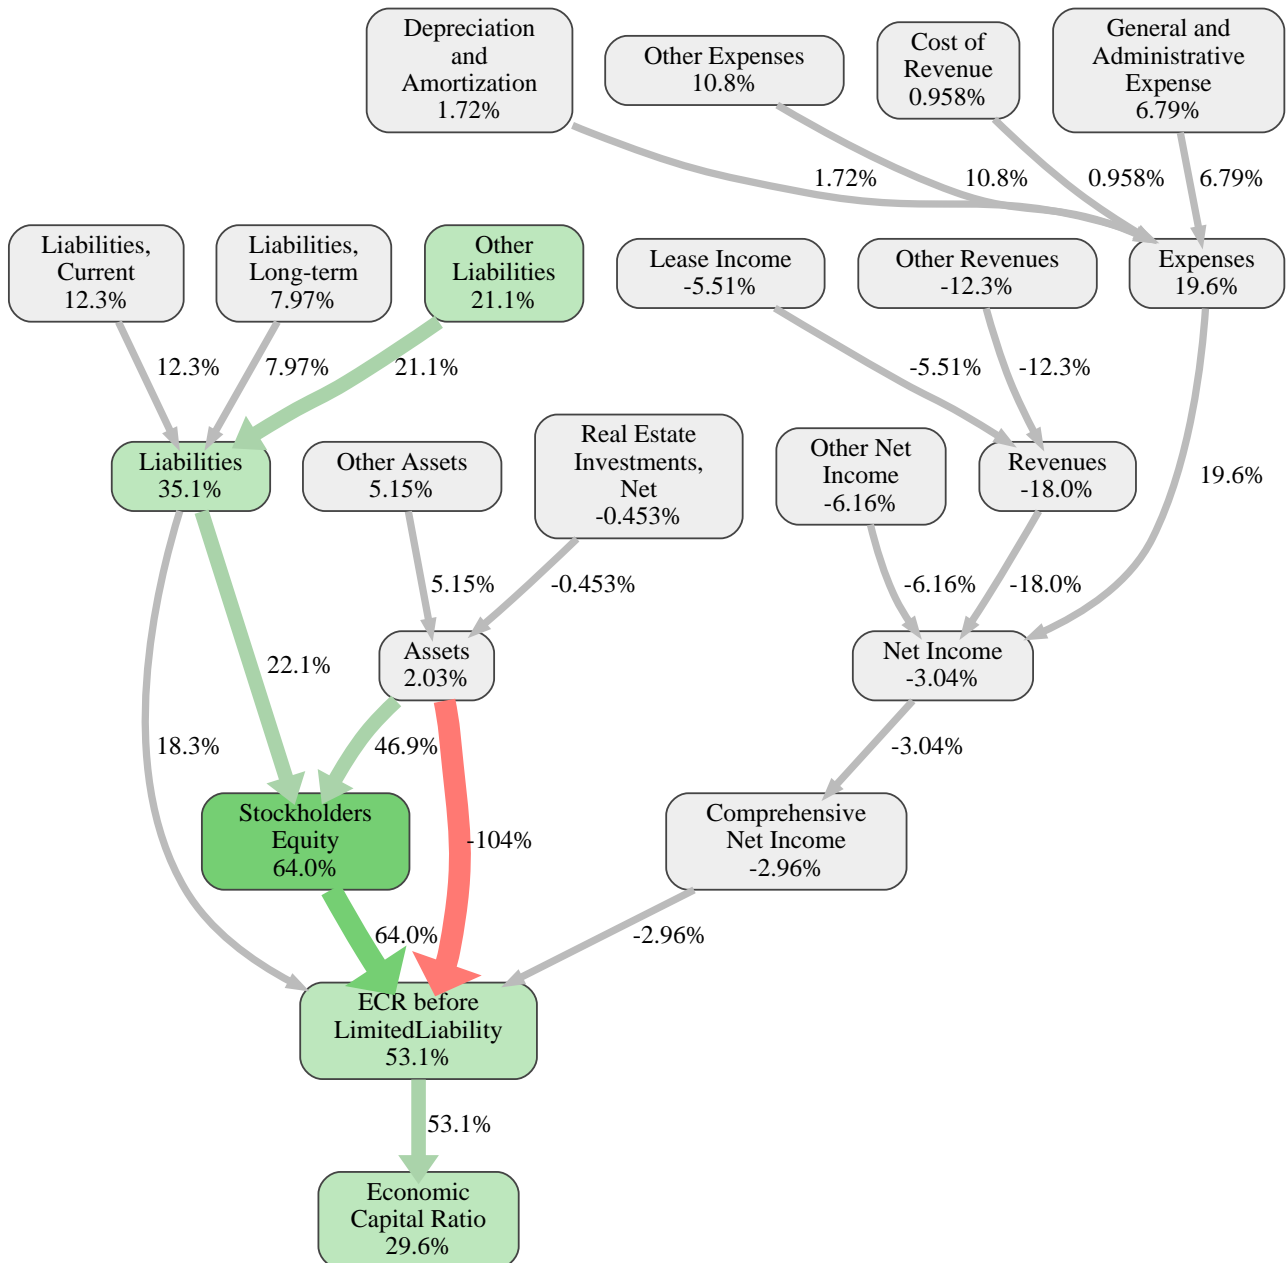 Depreciation
and
Amortization
1.72%
Other Expenses
10.8%
Cost of
Revenue
0.958%
General and
Administrative
Expense
6.79%
1.72%
10.8%
0.958%
6.79%
Liabilities,
Current
12.3%
Liabilities,
Long-term
7.97%
Other
Liabilities
21.1%
Lease Income
-5.51%
Other Revenues
-12.3%
Expenses
19.6%
12.3%
7.97%
21.1%
-5.51%
-12.3%
19.6%
Liabilities
35.1%
Other Assets
5.15%
Real Estate
Investments,
Net
-0.453%
Other Net
Income
-6.16%
Revenues
-18.0%
22.1%
5.15%
-0.453%
-6.16%
-18.0%
Assets
2.03%
Net Income
-3.04%
18.3%
46.9%
-104%
-3.04%
Stockholders
Equity
64.0%
Comprehensive
Net Income
-2.96%
64.0%
-2.96%
ECR before
LimitedLiability
53.1%
53.1%
Economic
Capital Ratio
29.6%